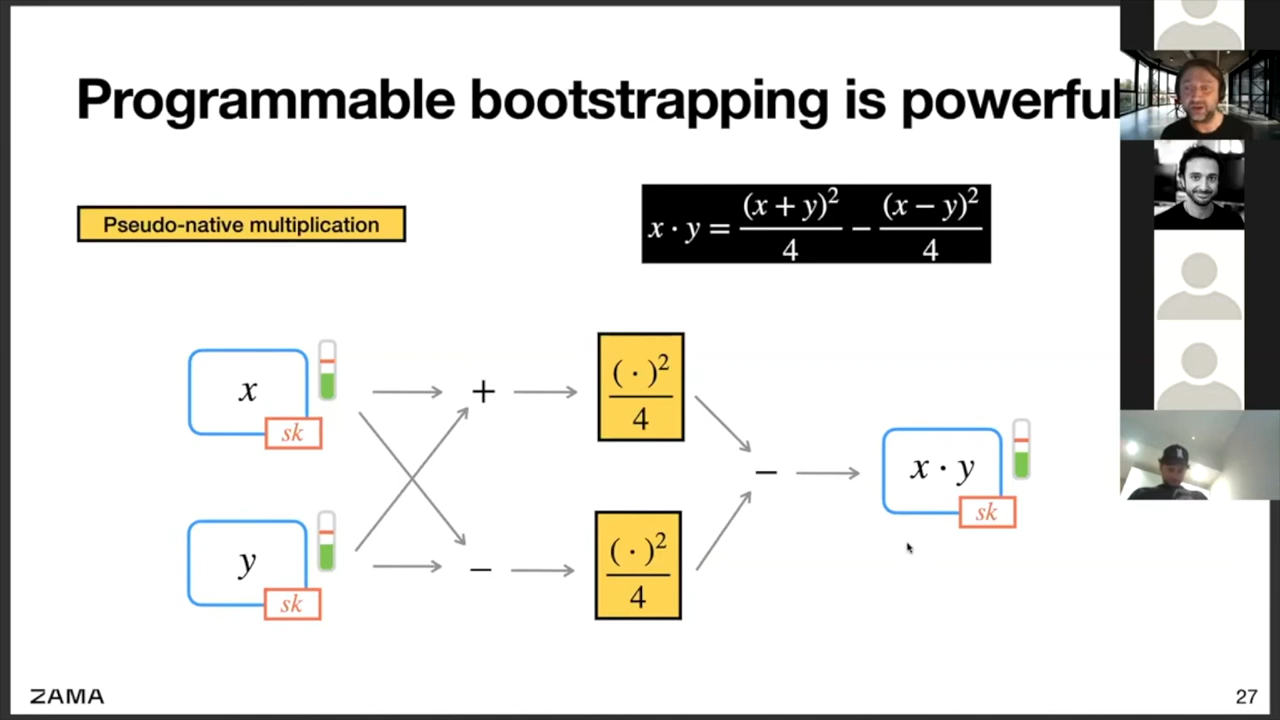 Programmable bootstrapping is powerful
Pseudo-native multiplication
x · y = (x + y)²/4 − (x − y)²/4
x
sk
+
( · )²/4
−
x · y
sk
y
sk
−
( · )²/4
ZAMA
27